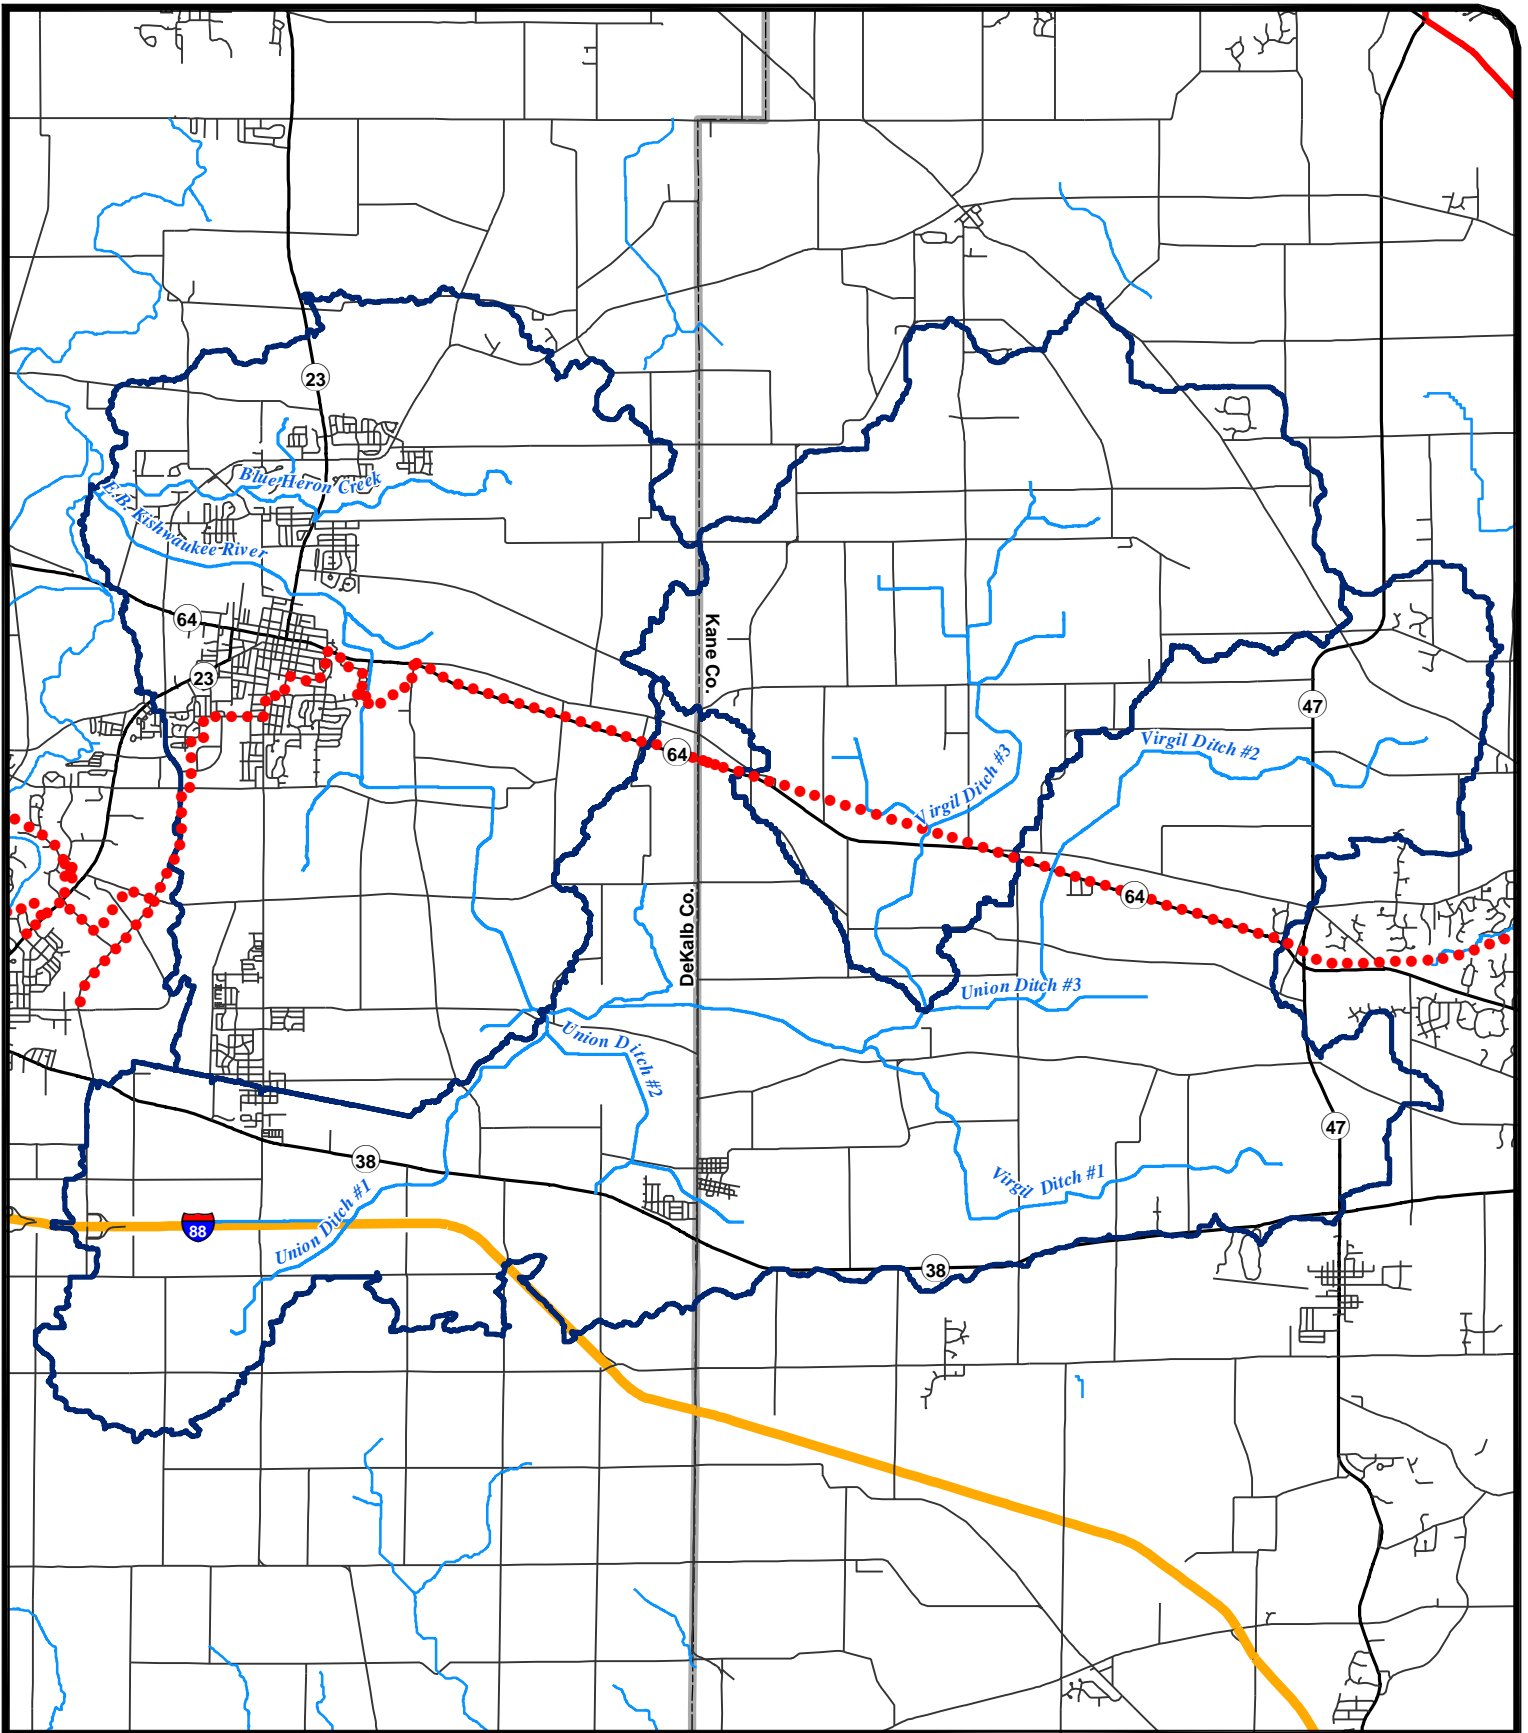 23
Blue Heron Creek
E.B. Kishwaukee River
64
Kane Co.
23
47
Virgil Ditch #2
64
Virgil Ditch #3
64
DeKalb Co.
Union Ditch #3
Union Ditch #2
47
38
Virgil Ditch #1
Union Ditch #1
88
38